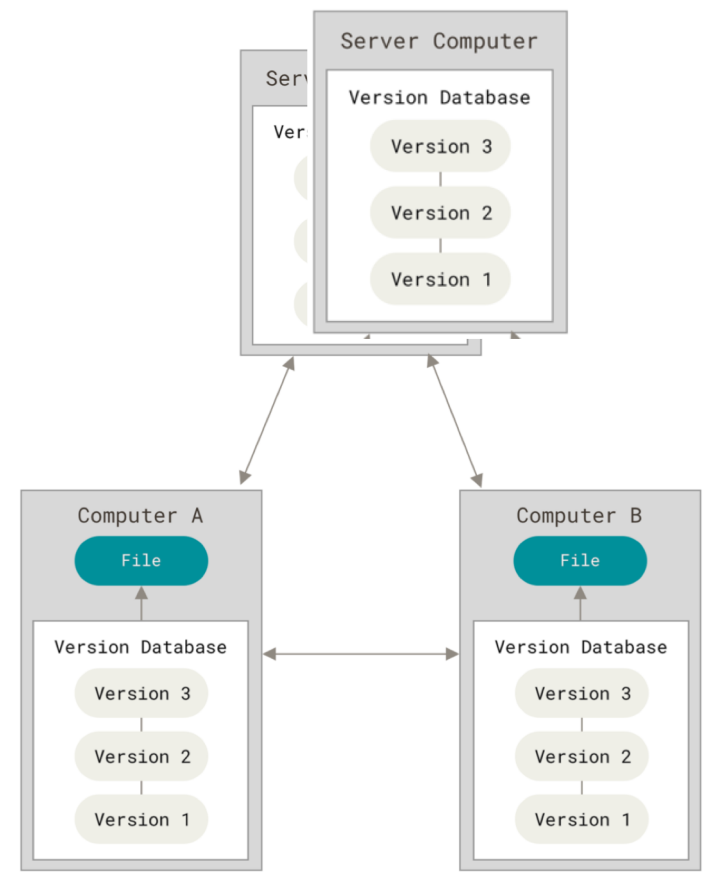 Server Computer
Version Database
Version 3
Version 2
Version 1
Computer A
File
Version Database
Version 3
Version 2
Version 1
Computer B
File
Version Database
Version 3
Version 2
Version 1